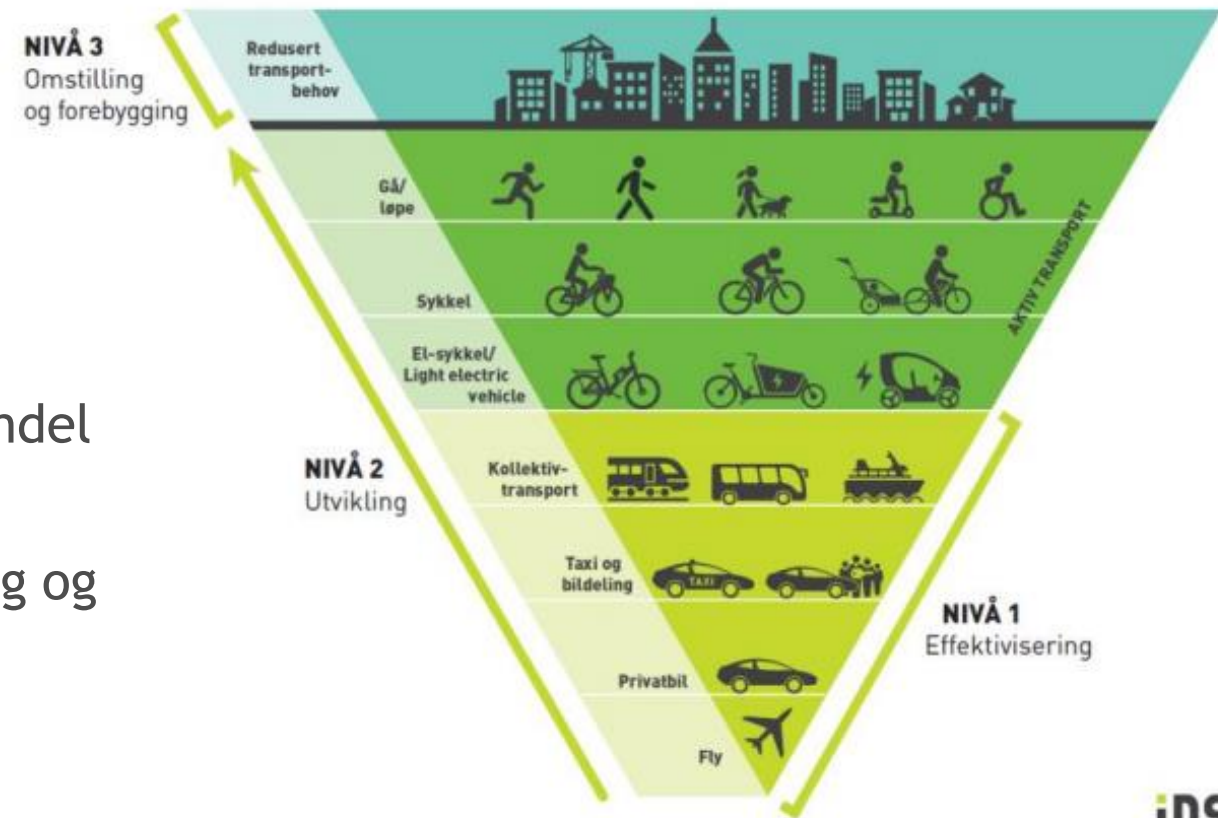 NIVÅ 3
Omstilling
og forebygging
Redusert
transport-
behov
Gå/
løpe
Sykkel
AKTIV TRANSPORT
El-sykkel/
Light electric
vehicle
NIVÅ 2
Utvikling
Kollektiv-
transport
Taxi og
bildeling
TAXI
NIVÅ 1
Effektivisering
Privatbil
Fly
ndel
g og